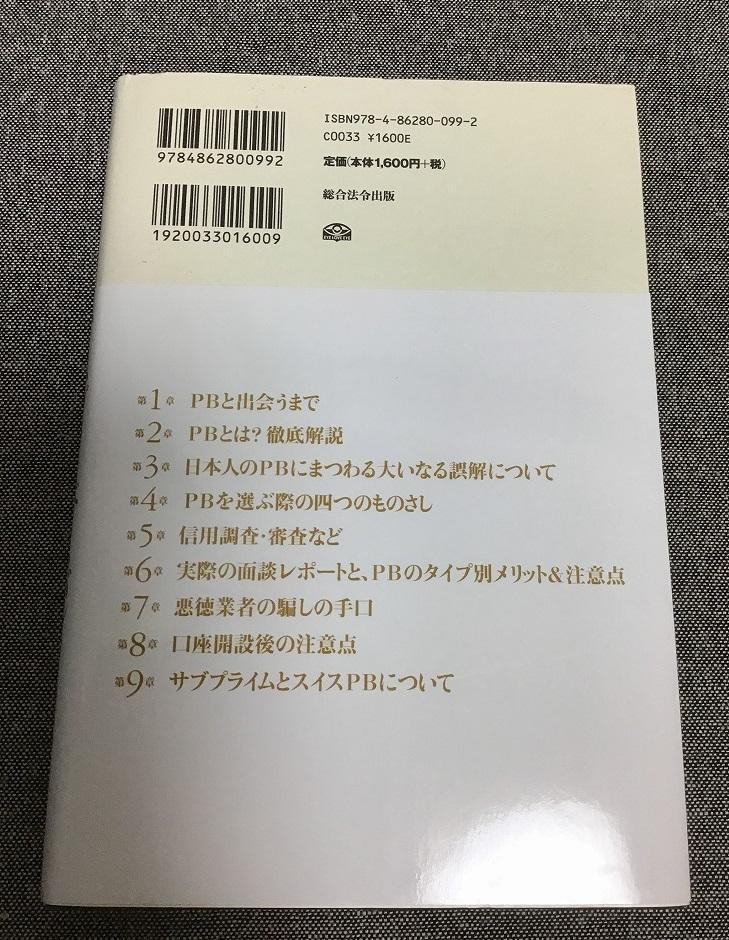 ISBN978-4-86280-099-2
C0033 ¥1600E
9784862800992
定価(本体1,600円+税)
総合法令出版
1920033016009
第1章 PBと出会うまで
第2章 PBとは?徹底解説
第3章 日本人のPBにまつわる大いなる誤解について
第4章 PBを選ぶ際の四つのものさし
第5章 信用調査・審査など
第6章 実際の面談レポートと、PBのタイプ別メリット&注意点
第7章 悪徳業者の騙しの手口
第8章 口座開設後の注意点
第9章 サブプライムとスイスPBについて